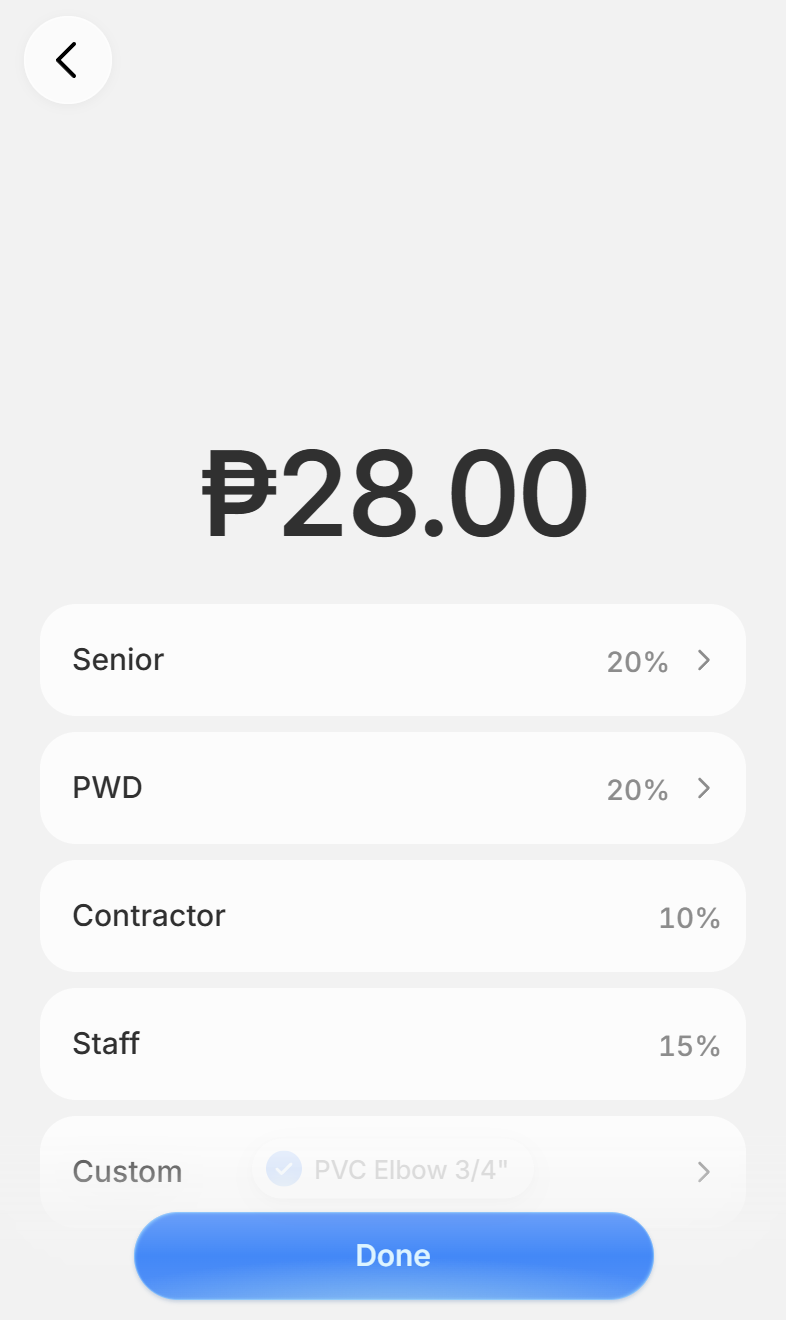 ₱28.00
Senior 20%
PWD 20%
Contractor 10%
Staff 15%
Custom
PVC Elbow 3/4"
Done